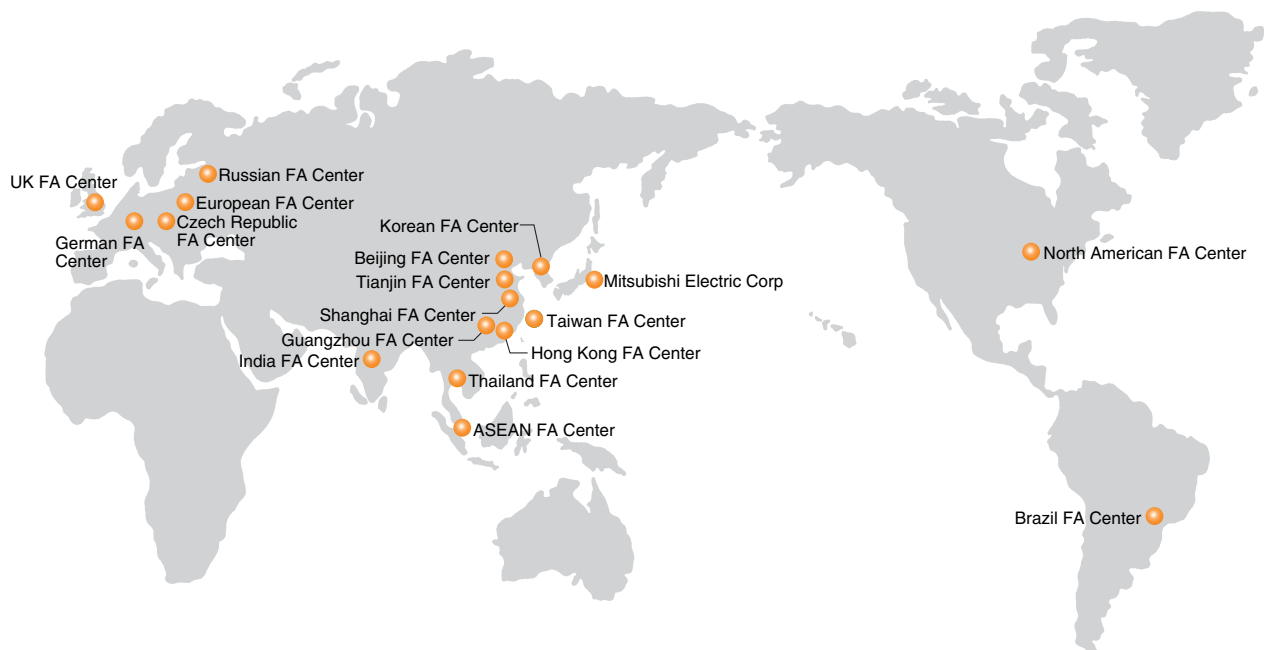 Russian FA Center
UK FA Center
European FA Center
Czech Republic
FA Center
German FA
Center
Korean FA Center
Beijing FA Center
Tianjin FA Center
Mitsubishi Electric Corp
Shanghai FA Center
Taiwan FA Center
Guangzhou FA Center
Hong Kong FA Center
India FA Center
Thailand FA Center
ASEAN FA Center
North American FA Center
Brazil FA Center